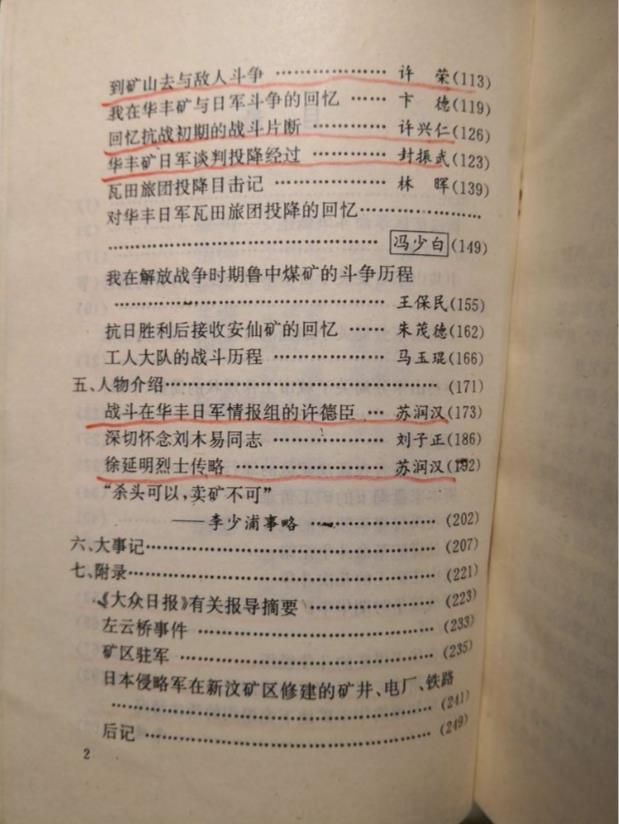 到矿山去与敌人斗争 ………………… 许　荣(113)
我在华丰矿与日军斗争的回忆 ………… 卞　德(119)
回忆抗战初期的战斗片断 …………… 许兴仁(126)
华丰矿日军谈判投降经过 …………… 封振武(123)
瓦田旅团投降目击记 ………………… 林　晖(139)
对华丰日军瓦田旅团投降的回忆………………
………………………………………… 冯少白(149)
我在解放战争时期鲁中煤矿的斗争历程
………………………………………… 王保民(155)
抗日胜利后接收安仙矿的回忆 ……… 朱茂德(162)
工人大队的战斗历程 ………………… 马玉琨(166)
五、人物介绍…………………………………… (171)
战斗在华丰日军情报组的许德臣 … 苏润汉(173)
深切怀念刘木易同志 ………………… 刘子正(186)
徐延明烈士传略 ……………………… 苏润汉(192)
“杀头可以,卖矿不可”
——李少浦事略 ………………… (202)
六、大事记……………………………………… (207)
七、附录………………………………………… (221)
《大众日报》有关报导摘要 ……………… (223)
左云桥事件 ………………………………… (233)
矿区驻军 …………………………………… (235)
日本侵略军在新汶矿区修建的矿井、电厂、铁路
……………………………………………… (241)
后记 ………………………………………… (249)
2